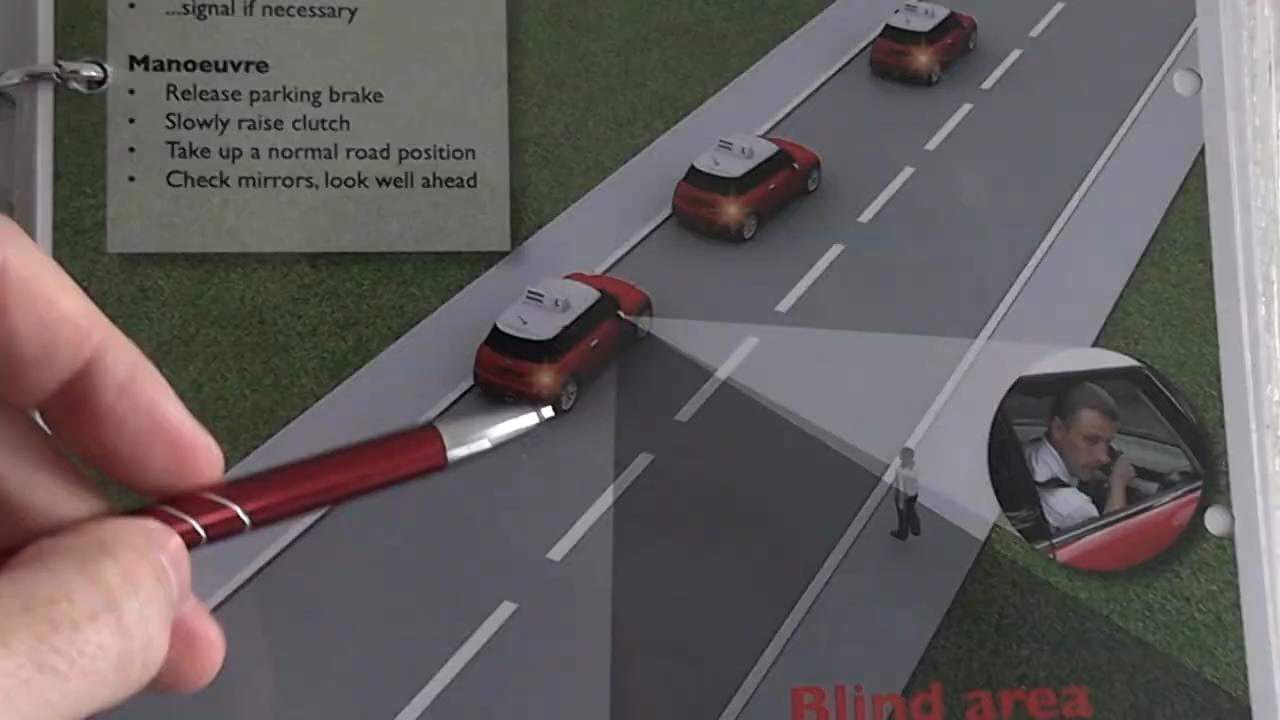 • ...signal if necessary
Manoeuvre
• Release parking brake
• Slowly raise clutch
• Take up a normal road position
• Check mirrors, look well ahead
Blind area